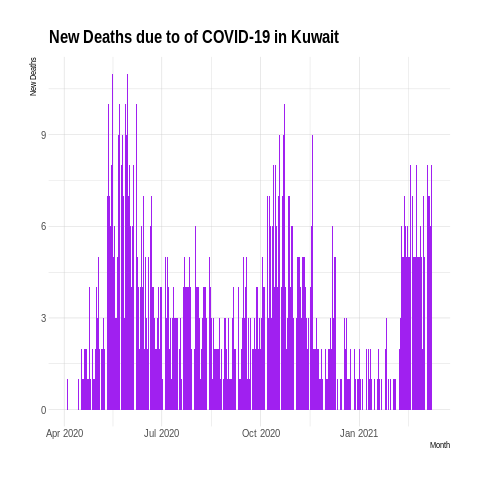 New Deaths due to of COVID-19 in Kuwait
New Deaths
9
6
3
0
Apr 2020 Jul 2020 Oct 2020 Jan 2021
Month